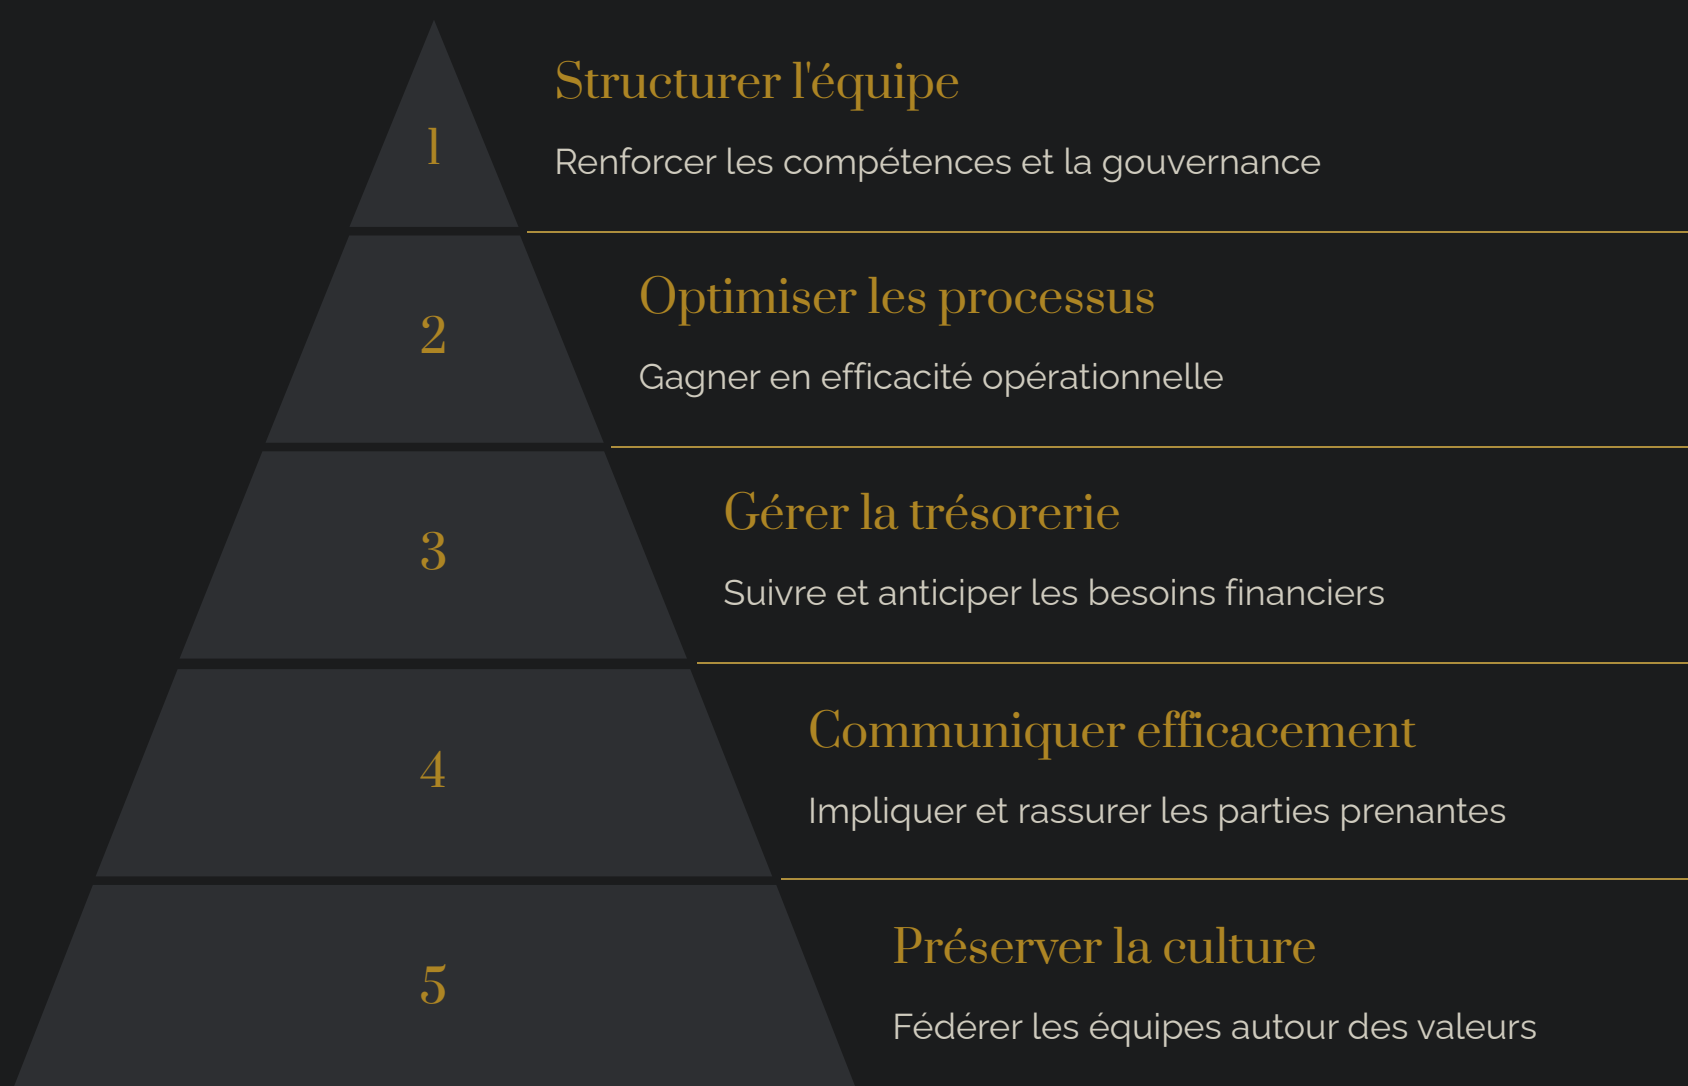 1
Structurer l'équipe
Renforcer les compétences et la gouvernance
2
Optimiser les processus
Gagner en efficacité opérationnelle
3
Gérer la trésorerie
Suivre et anticiper les besoins financiers
4
Communiquer efficacement
Impliquer et rassurer les parties prenantes
5
Préserver la culture
Fédérer les équipes autour des valeurs